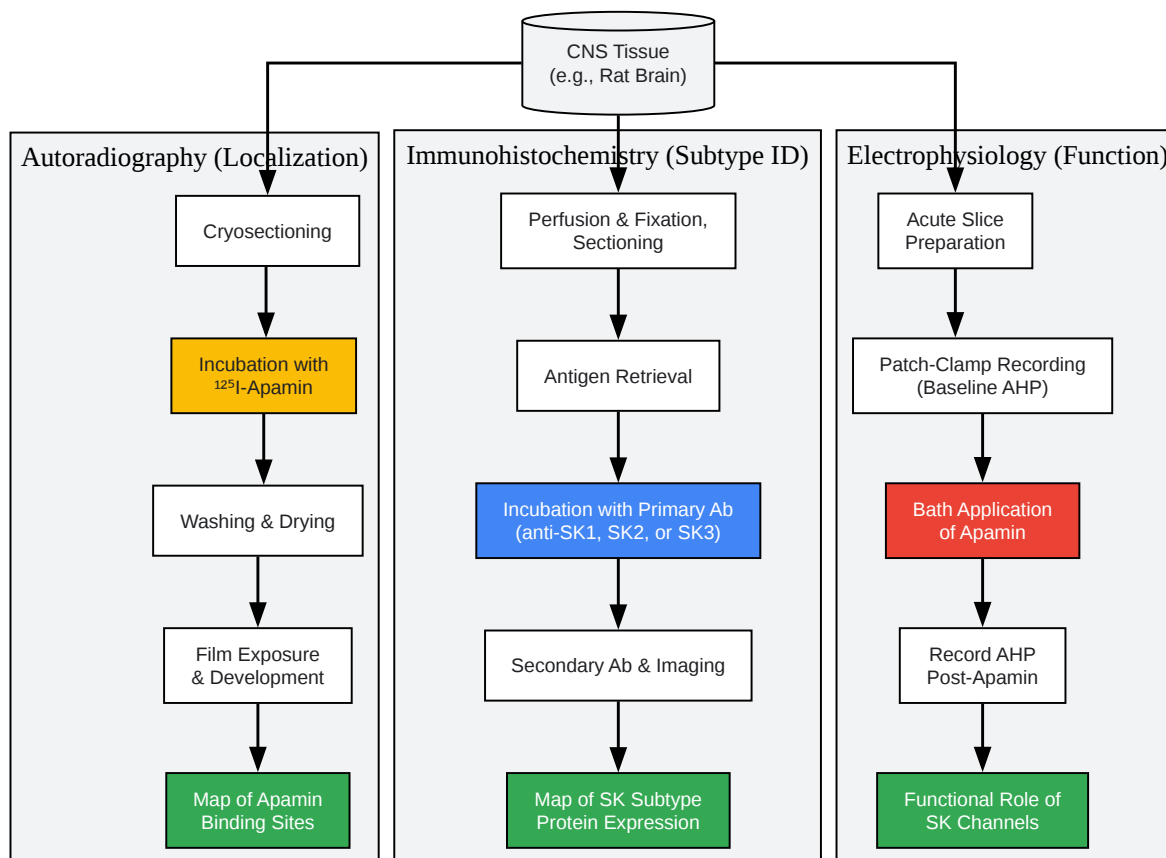 CNS Tissue
(e.g., Rat Brain)
Autoradiography (Localization)
Cryosectioning
Incubation with
¹²⁵I-Apamin
Washing & Drying
Film Exposure
& Development
Map of Apamin
Binding Sites
Immunohistochemistry (Subtype ID)
Perfusion & Fixation,
Sectioning
Antigen Retrieval
Incubation with Primary Ab
(anti-SK1, SK2, or SK3)
Secondary Ab & Imaging
Map of SK Subtype
Protein Expression
Electrophysiology (Function)
Acute Slice
Preparation
Patch-Clamp Recording
(Baseline AHP)
Bath Application
of Apamin
Record AHP
Post-Apamin
Functional Role of
SK Channels